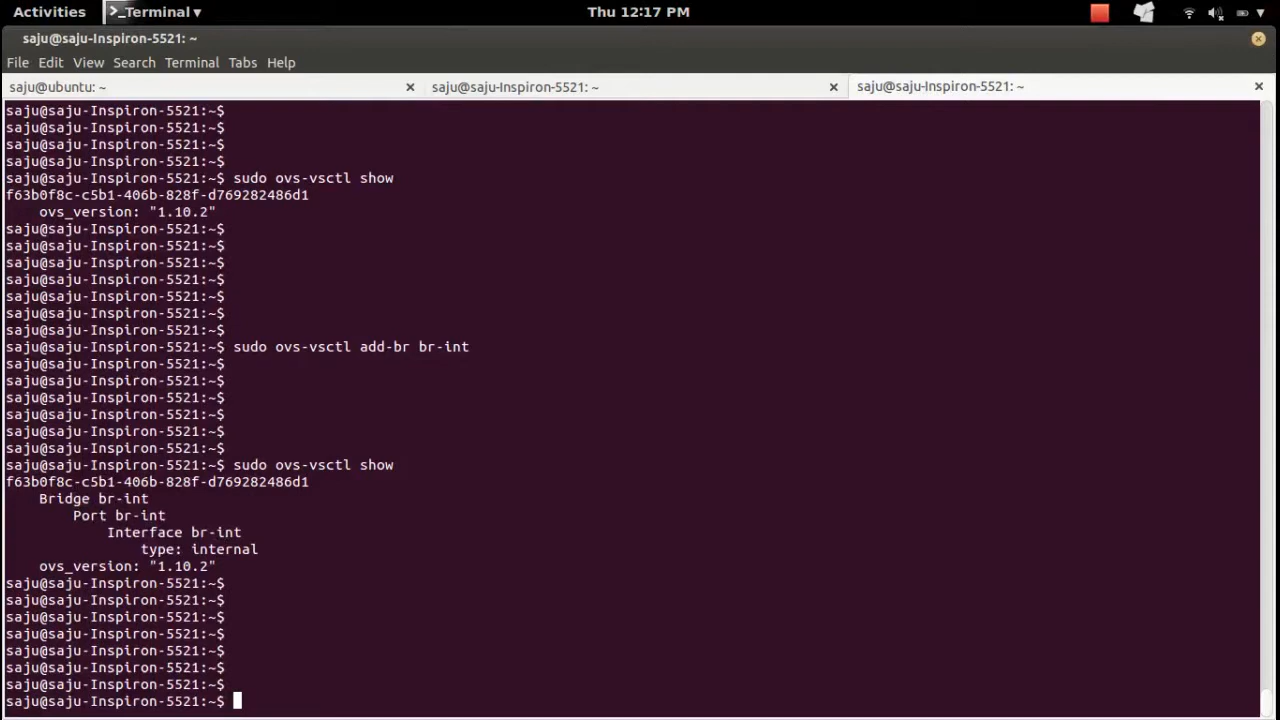 Activities
Terminal
Thu 12:17 PM
saju@saju-Inspiron-5521: ~
File Edit View Search Terminal Tabs Help
saju@ubuntu: ~
saju@saju-Inspiron-5521: ~
saju@saju-Inspiron-5521: ~
saju@saju-Inspiron-5521:~$
saju@saju-Inspiron-5521:~$
saju@saju-Inspiron-5521:~$
saju@saju-Inspiron-5521:~$
saju@saju-Inspiron-5521:~$ sudo ovs-vsctl show
f63b0f8c-c5b1-406b-828f-d769282486d1
    ovs_version: "1.10.2"
saju@saju-Inspiron-5521:~$
saju@saju-Inspiron-5521:~$
saju@saju-Inspiron-5521:~$
saju@saju-Inspiron-5521:~$
saju@saju-Inspiron-5521:~$
saju@saju-Inspiron-5521:~$
saju@saju-Inspiron-5521:~$
saju@saju-Inspiron-5521:~$ sudo ovs-vsctl add-br br-int
saju@saju-Inspiron-5521:~$
saju@saju-Inspiron-5521:~$
saju@saju-Inspiron-5521:~$
saju@saju-Inspiron-5521:~$
saju@saju-Inspiron-5521:~$
saju@saju-Inspiron-5521:~$
saju@saju-Inspiron-5521:~$ sudo ovs-vsctl show
f63b0f8c-c5b1-406b-828f-d769282486d1
    Bridge br-int
        Port br-int
            Interface br-int
                type: internal
    ovs_version: "1.10.2"
saju@saju-Inspiron-5521:~$
saju@saju-Inspiron-5521:~$
saju@saju-Inspiron-5521:~$
saju@saju-Inspiron-5521:~$
saju@saju-Inspiron-5521:~$
saju@saju-Inspiron-5521:~$
saju@saju-Inspiron-5521:~$
saju@saju-Inspiron-5521:~$